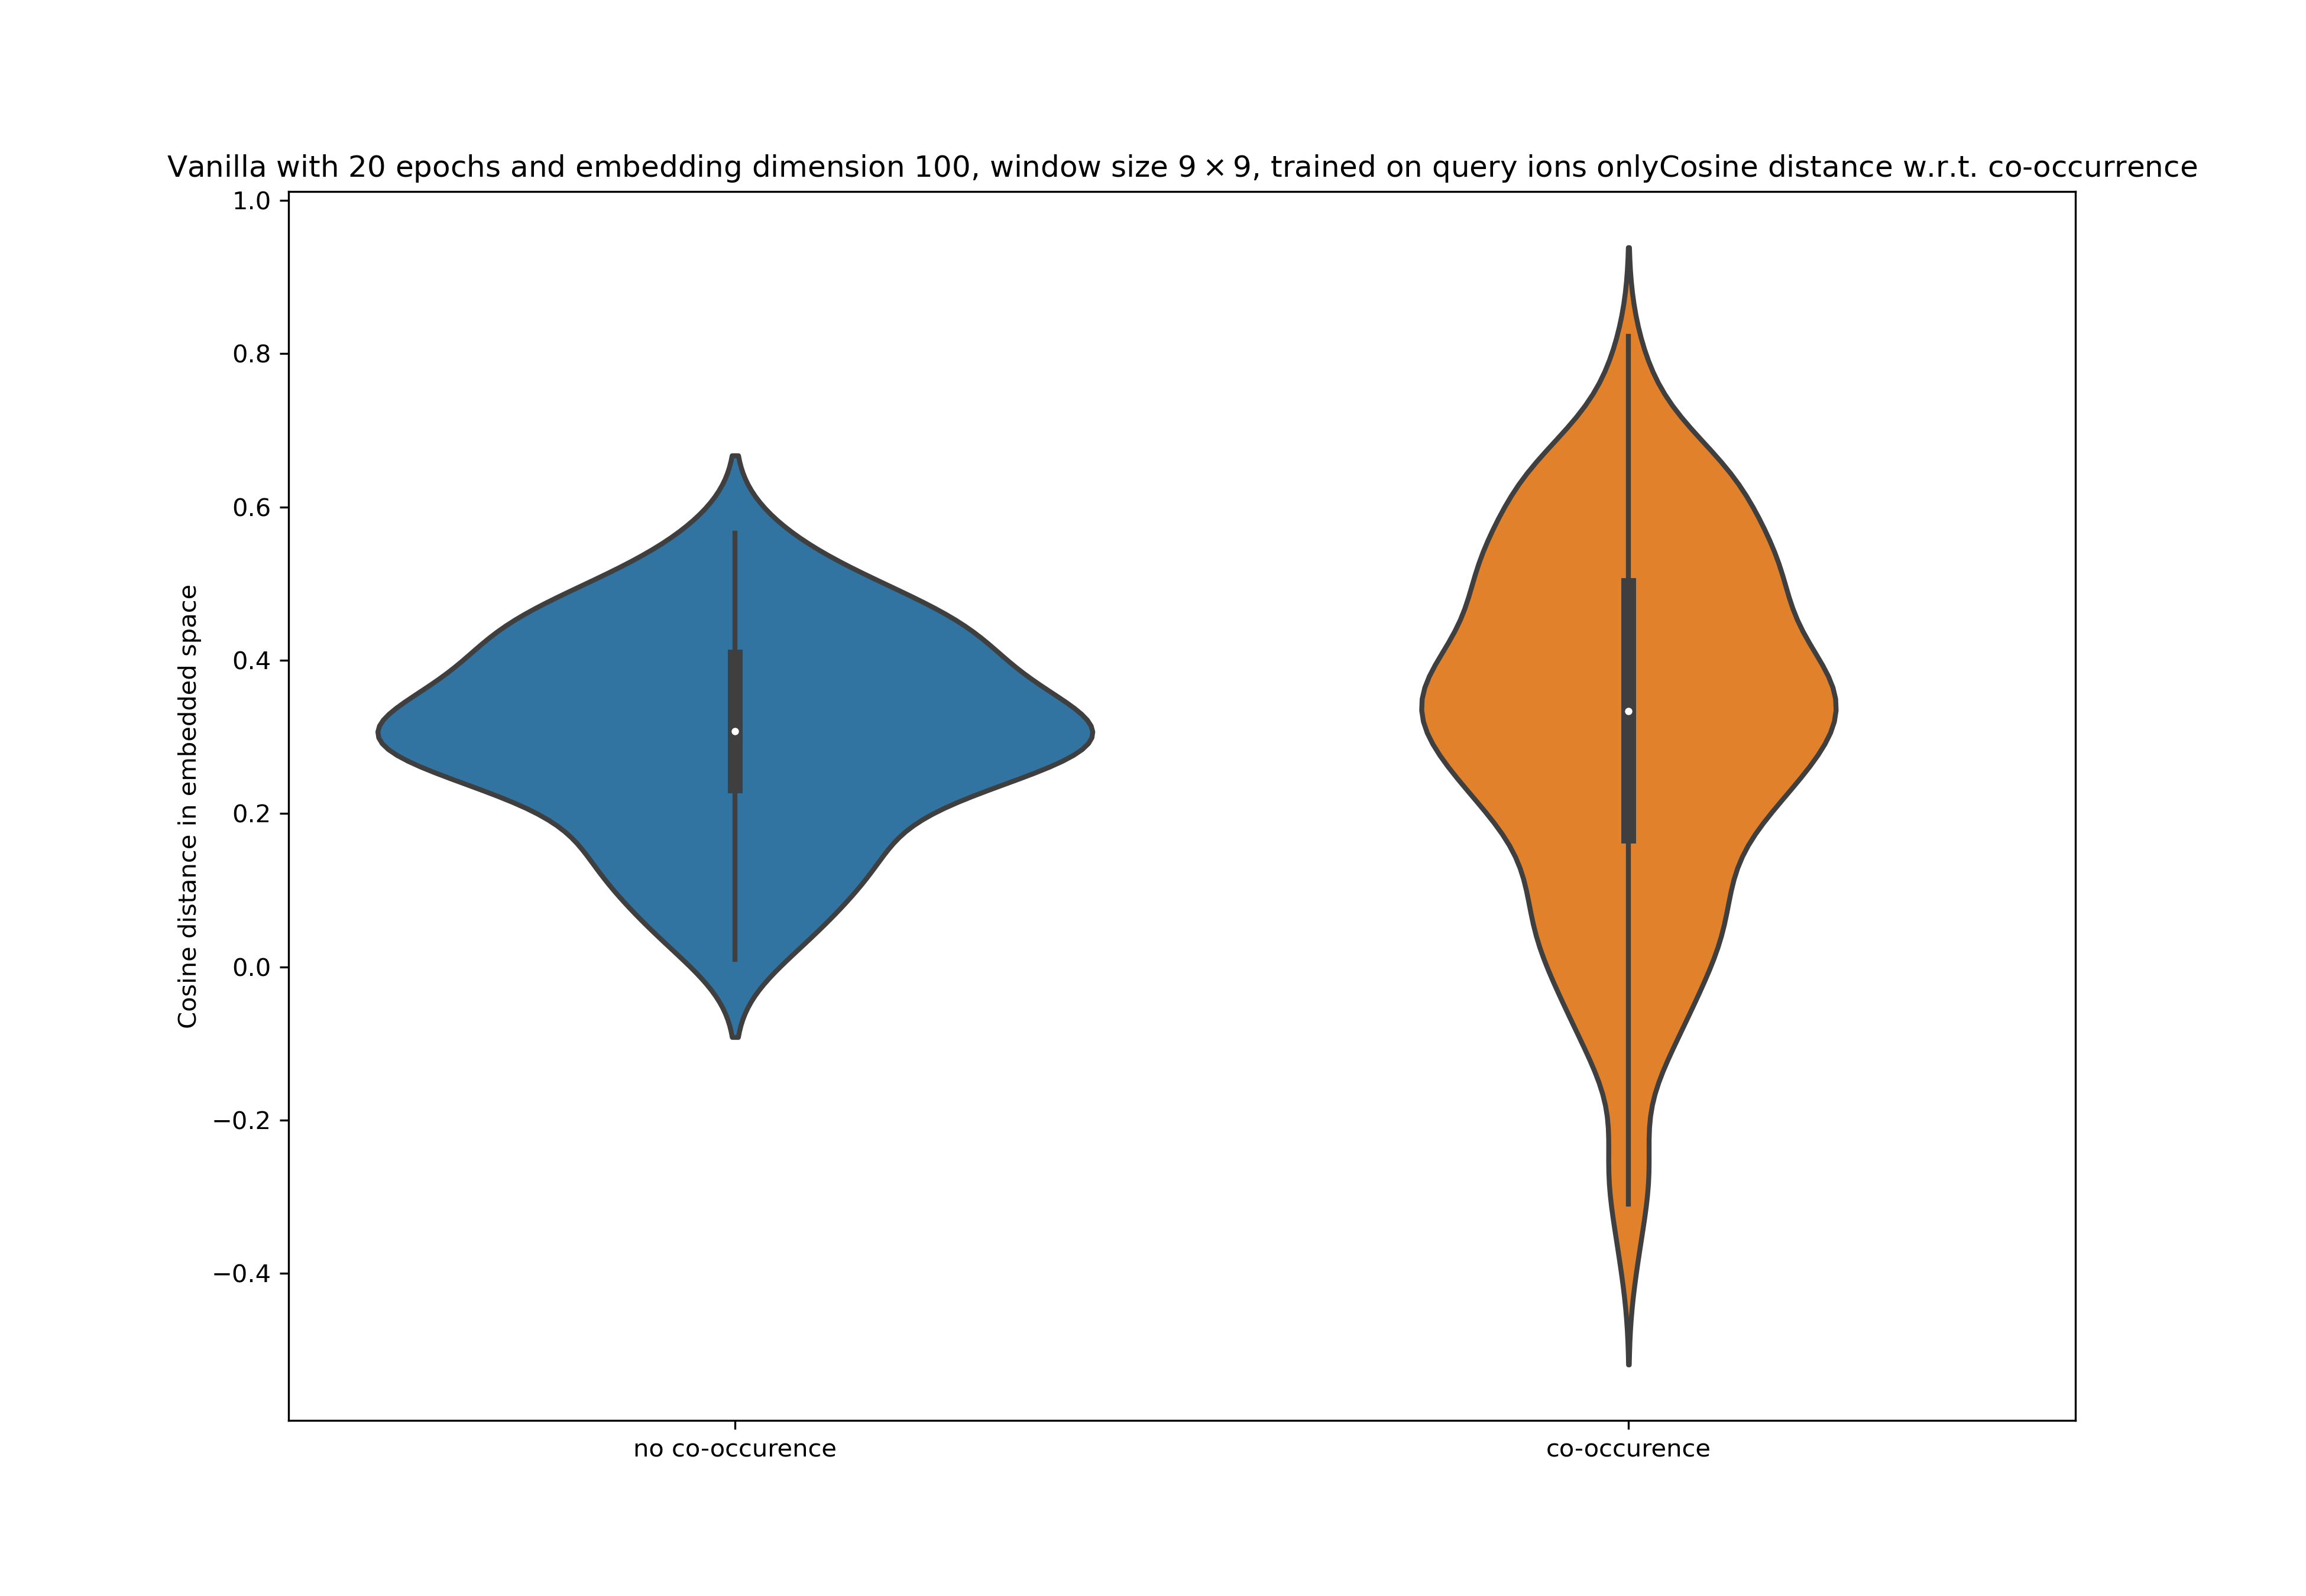 Vanilla with 20 epochs and embedding dimension 100, window size 9 × 9, trained on query ions onlyCosine distance w.r.t. co-occurrence
1.0
0.8
0.6
0.4
0.2
0.0
−0.2
−0.4
Cosine distance in embedded space
no co-occurence
co-occurence